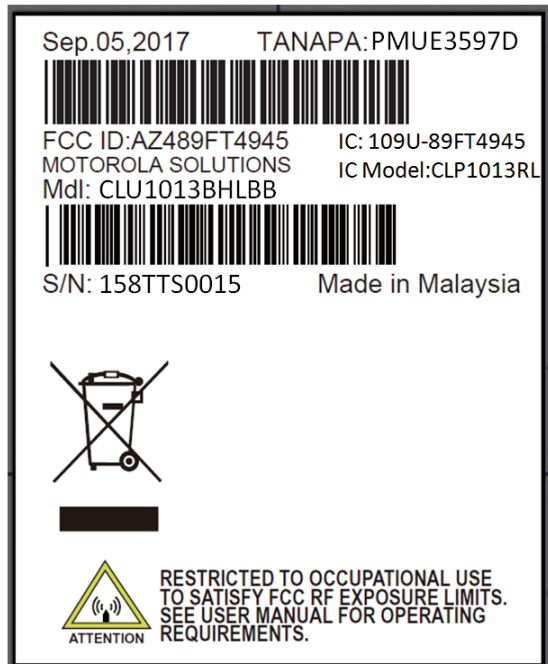 Sep.05,2017 TANAPA:PMUE3597D
FCC ID:AZ489FT4945 IC: 109U-89FT4945
MOTOROLA SOLUTIONS IC Model:CLP1013RL
Mdl: CLU1013BHLBB
S/N: 158TTS0015 Made in Malaysia
RESTRICTED TO OCCUPATIONAL USE
TO SATISFY FCC RF EXPOSURE LIMITS.
SEE USER MANUAL FOR OPERATING
REQUIREMENTS.
ATTENTION